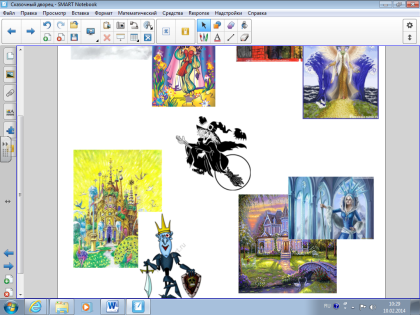 Сказочный дворец - SMART Notebook
Файл Правка Просмотр Вставка Формат Математический Средства Реорпок Надстройки Справка
RU
10:29
18.02.2014